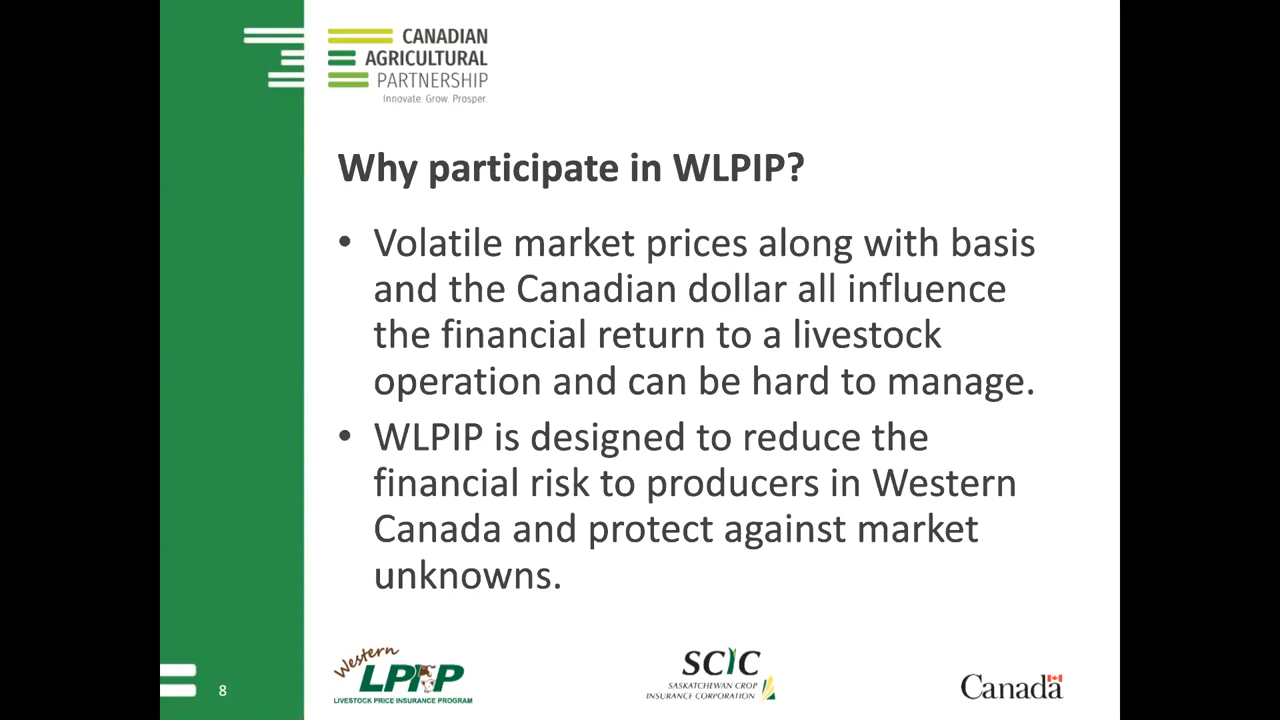 CANADIAN
AGRICULTURAL
PARTNERSHIP
Innovate. Grow. Prosper.
Why participate in WLPIP?
• Volatile market prices along with basis
and the Canadian dollar all influence
the financial return to a livestock
operation and can be hard to manage.
• WLPIP is designed to reduce the
financial risk to producers in Western
Canada and protect against market
unknowns.
8
Western
LPIP
LIVESTOCK PRICE INSURANCE PROGRAM
SCIC
SASKATCHEWAN CROP
INSURANCE CORPORATION
Canada